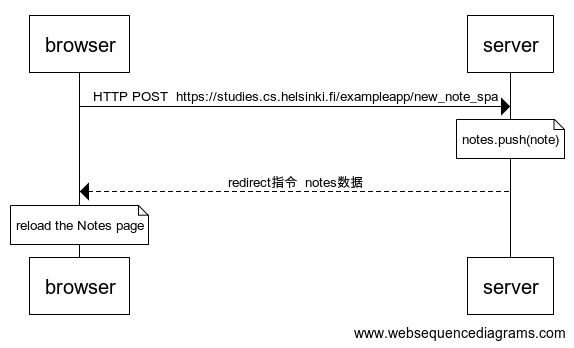 browser server
HTTP POST  https://studies.cs.helsinki.fi/exampleapp/new_note_spa
notes.push(note)
redirect指令  notes数据
reload the Notes page
browser server
www.websequencediagrams.com